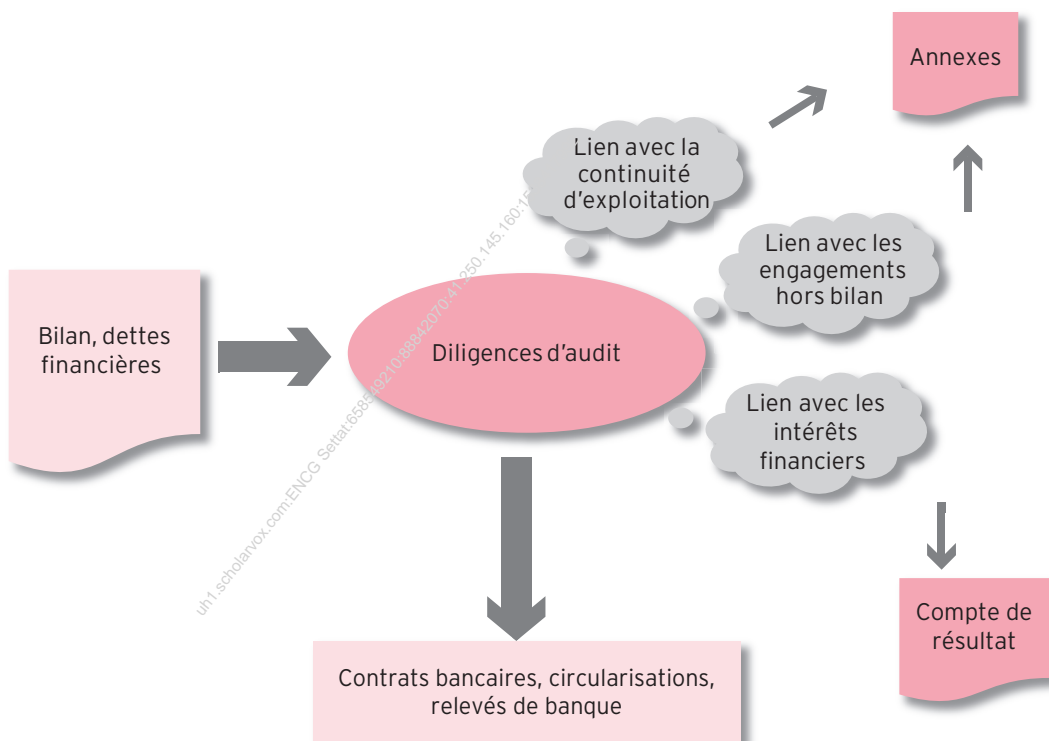 Annexes
Lien avec la
continuité
d'exploitation
Lien avec les
engagements
hors bilan
Bilan, dettes
financières
Diligences d'audit
Lien avec les
intérêts
financiers
Compte de
résultat
Contrats bancaires, circularisations,
relevés de banque